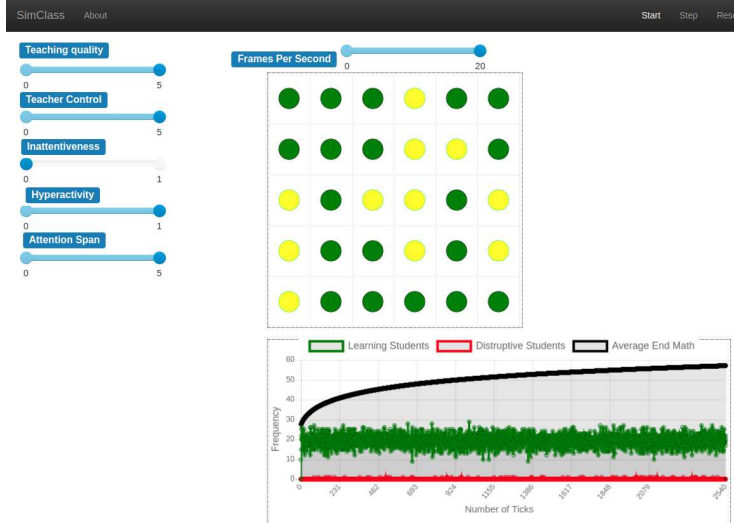 SimClass About Start Step Rese
Teaching quality
0 5
Teacher Control
0 5
Inattentiveness
0 1
Hyperactivity
0 1
Attention Span
0 5
Frames Per Second
0 20
Learning Students Distruptive Students Average End Math
60
50
40
30
20
10
0
Frequency
0 231 462 693 924 1155 1386 1617 1848 2079 2540
Number of Ticks